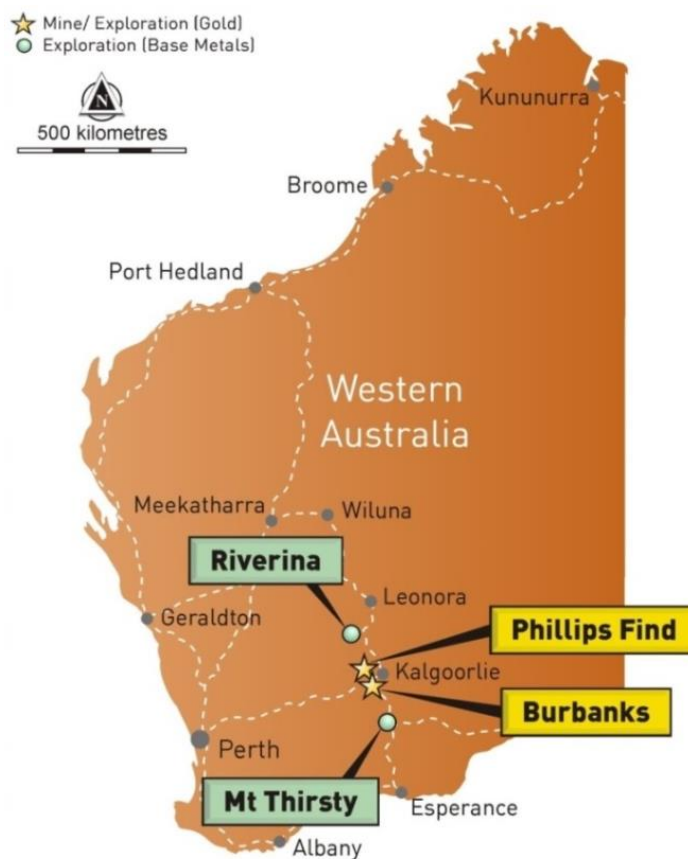 Mine/ Exploration (Gold)
Exploration (Base Metals)
N
500 kilometres
Kununurra
Broome
Port Hedland
Western
Australia
Meekatharra
Wiluna
Riverina
Leonora
Geraldton
Phillips Find
Kalgoorlie
Burbanks
Perth
Mt Thirsty
Esperance
Albany